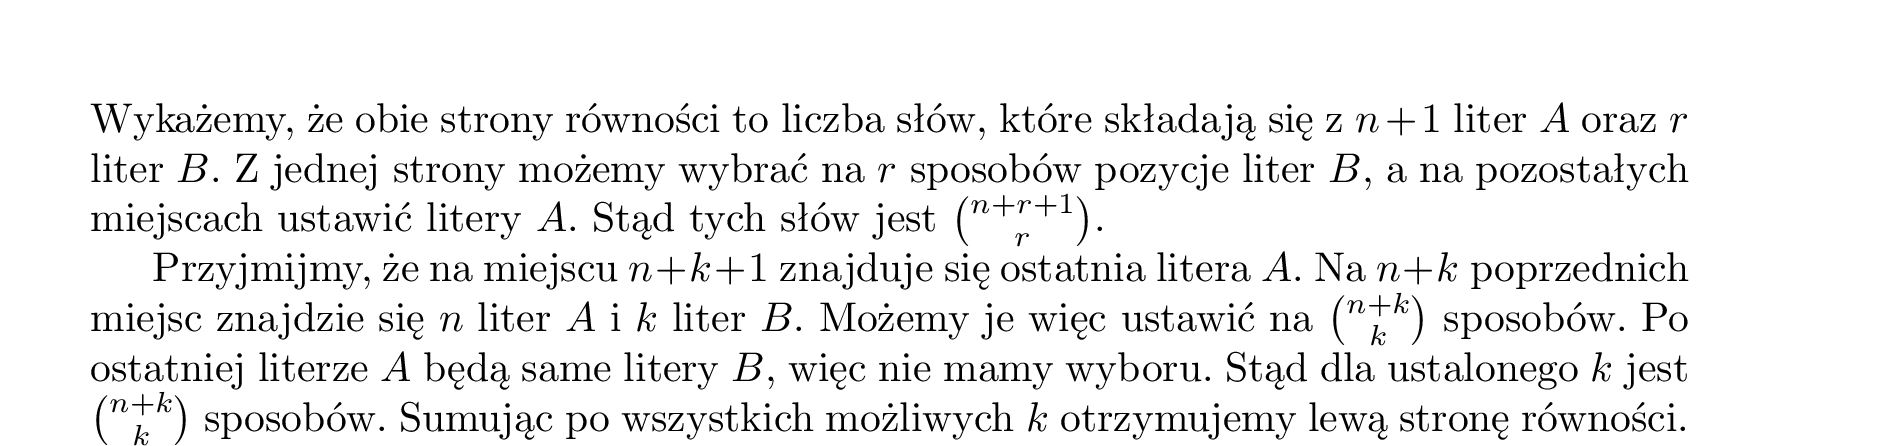 Wykażemy, że obie strony równości to liczba słów, które składają się z $n+1$ liter $A$ oraz $r$
liter $B$. Z jednej strony możemy wybrać na $r$ sposobów pozycje liter $B$, a na pozostałych
miejscach ustawić litery $A$. Stąd tych słów jest $\binom{n+r+1}{r}$.
Przyjmijmy, że na miejscu $n+k+1$ znajduje się ostatnia litera $A$. Na $n+k$ poprzednich
miejsc znajdzie się $n$ liter $A$ i $k$ liter $B$. Możemy je więc ustawić na $\binom{n+k}{k}$ sposobów. Po
ostatniej literze $A$ będą same litery $B$, więc nie mamy wyboru. Stąd dla ustalonego $k$ jest
$\binom{n+k}{k}$ sposobów. Sumując po wszystkich możliwych $k$ otrzymujemy lewą stronę równości.